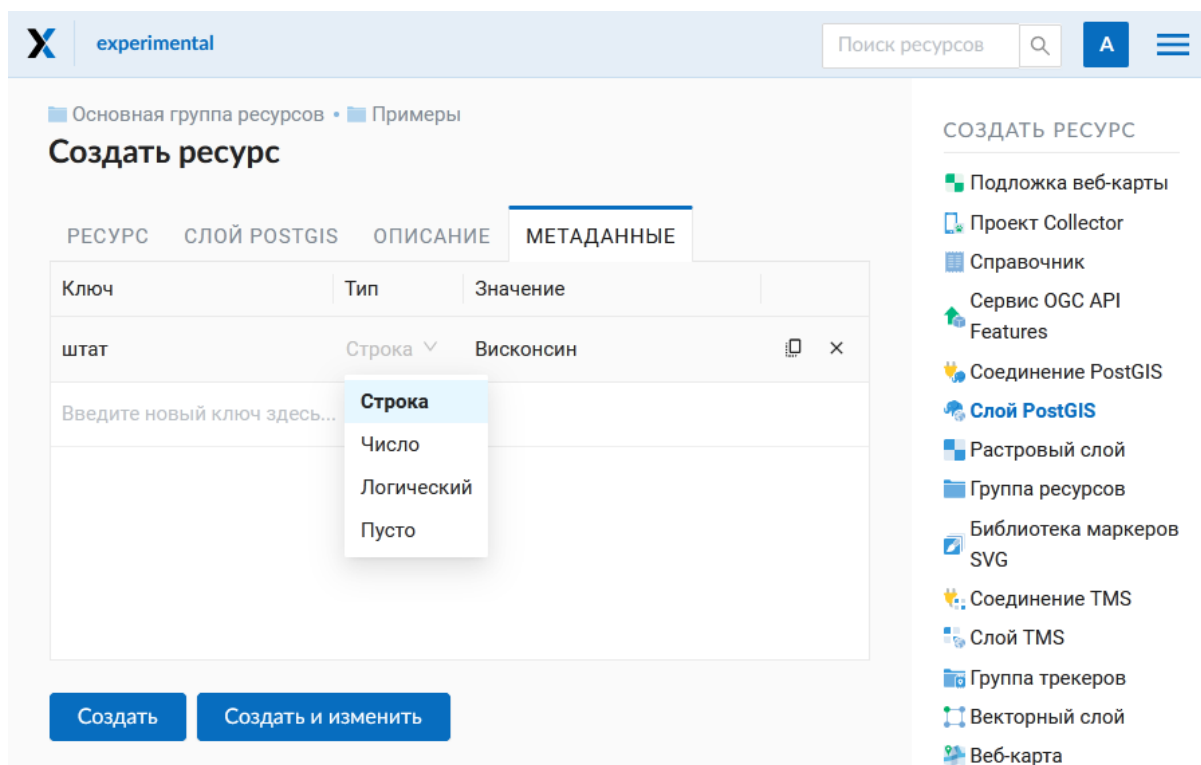 experimental
Поиск ресурсов
A
Основная группа ресурсов • Примеры
Создать ресурс
РЕСУРС СЛОЙ POSTGIS ОПИСАНИЕ МЕТАДАННЫЕ
Ключ Тип Значение
штат Строка Висконсин
Введите новый ключ здесь...
Строка
Число
Логический
Пусто
Создать Создать и изменить
СОЗДАТЬ РЕСУРС
Подложка веб-карты
Проект Collector
Справочник
Сервис OGC API
Features
Соединение PostGIS
Слой PostGIS
Растровый слой
Группа ресурсов
Библиотека маркеров
SVG
Соединение TMS
Слой TMS
Группа трекеров
Векторный слой
Веб-карта